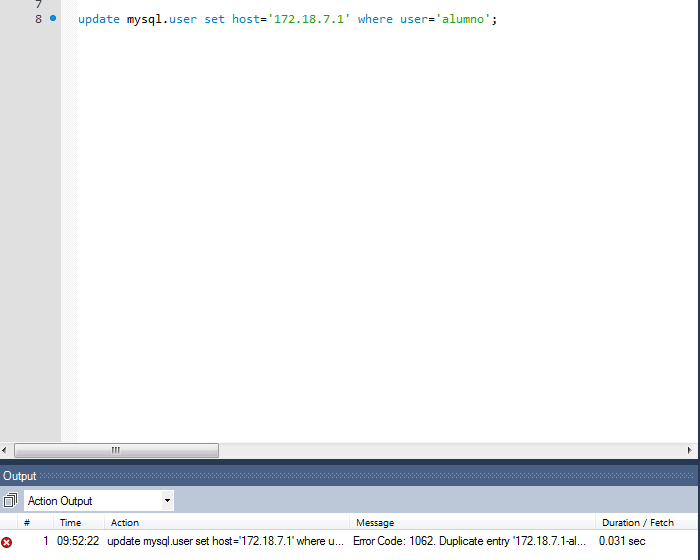 7
8 update mysql.user set host='172.18.7.1' where user='alumno';
Output
Action Output
# Time Action Message Duration / Fetch
1 09:52:22 update mysql.user set host='172.18.7.1' where u... Error Code: 1062. Duplicate entry '172.18.7.1-al... 0.031 sec